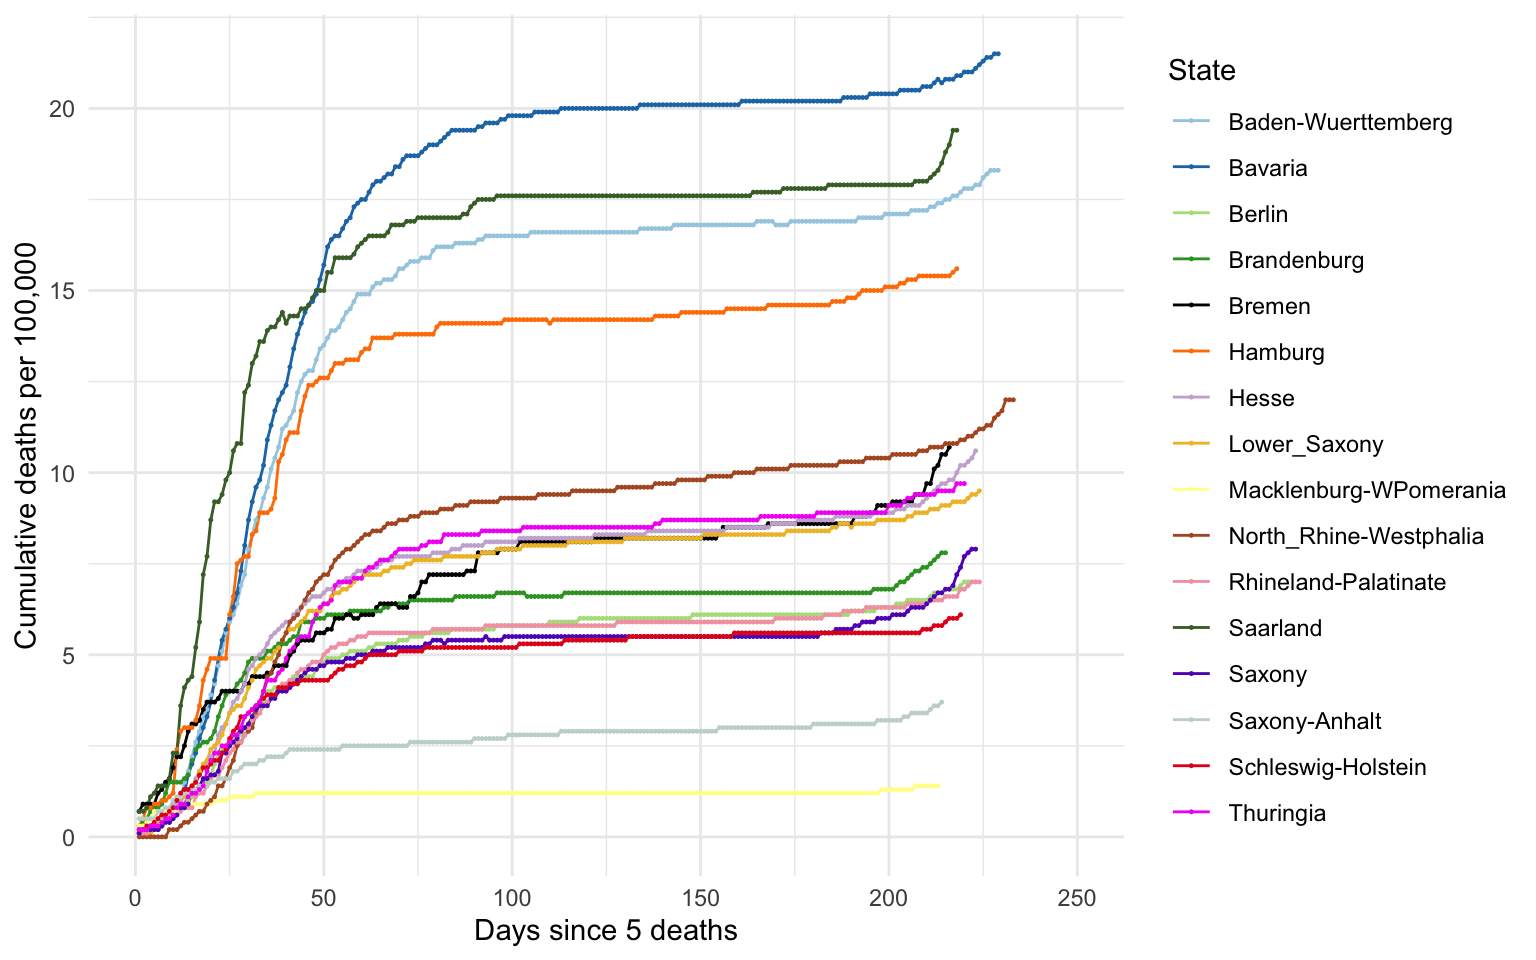 State
Baden-Wuerttemberg
Bavaria
Berlin
Brandenburg
Bremen
Hamburg
Hesse
Lower_Saxony
Macklenburg-WPomerania
North_Rhine-Westphalia
Rhineland-Palatinate
Saarland
Saxony
Saxony-Anhalt
Schleswig-Holstein
Thuringia
Cumulative deaths per 100,000
20
15
10
5
0
0 50 100 150 200 250
Days since 5 deaths